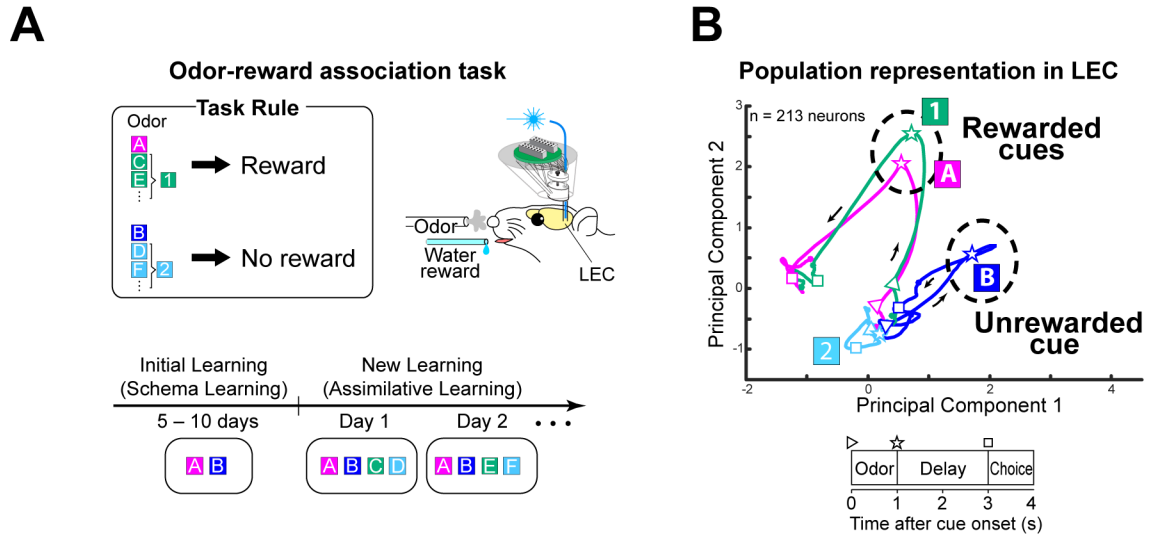 A
Odor-reward association task
Task Rule
Odor
A
C
E
1
⋮
Reward
B
D
F
2
⋮
No reward
Odor
Water
reward
LEC
Initial Learning
(Schema Learning)
New Learning
(Assimilative Learning)
5 – 10 days
Day 1
Day 2
• • •
A B
A B C D
A B E F
B
Population representation in LEC
n = 213 neurons
1
Rewarded
cues
A
B
Unrewarded
cue
2
Principal Component 2
3
2
1
0
-1
-2
0
2
4
Principal Component 1
Odor
Delay
Choice
0 1 2 3 4
Time after cue onset (s)